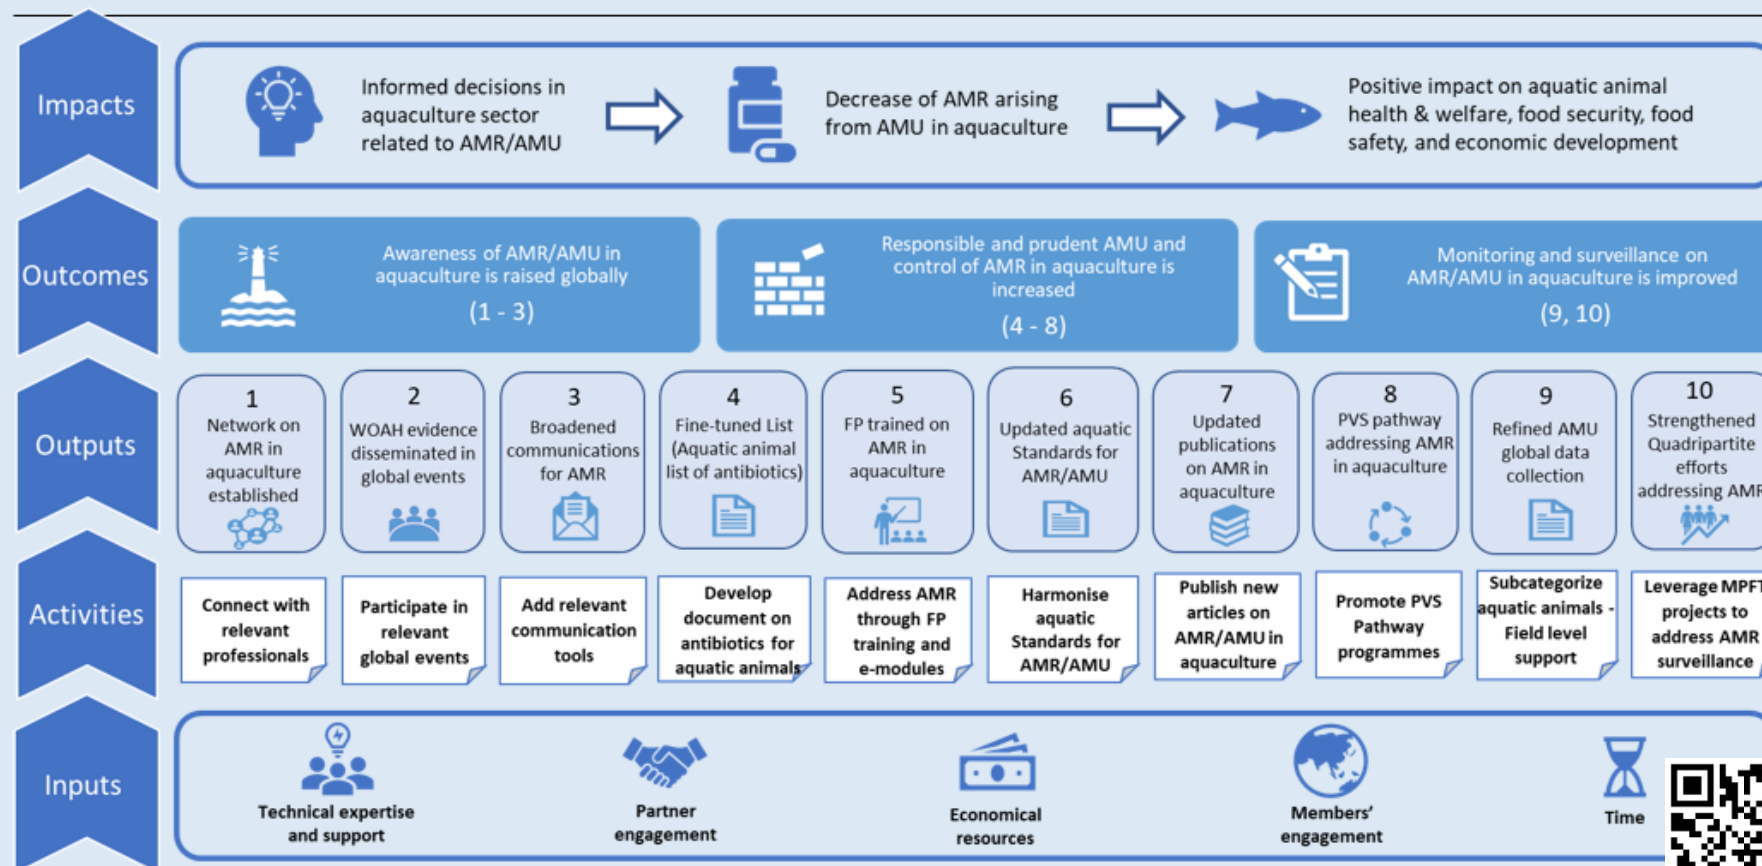 Impacts
Informed decisions in
aquaculture sector
related to AMR/AMU
Decrease of AMR arising
from AMU in aquaculture
Positive impact on aquatic animal
health & welfare, food security, food
safety, and economic development
Outcomes
Awareness of AMR/AMU in
aquaculture is raised globally
(1 - 3)
Responsible and prudent AMU and
control of AMR in aquaculture is
increased
(4 - 8)
Monitoring and surveillance on
AMR/AMU in aquaculture is improved
(9, 10)
Outputs
1
Network on
AMR in
aquaculture
established
2
WOAH evidence
disseminated in
global events
3
Broadened
communications
for AMR
4
Fine-tuned List
(Aquatic animal
list of antibiotics)
5
FP trained on
AMR in
aquaculture
6
Updated aquatic
Standards for
AMR/AMU
7
Updated
publications
on AMR in
aquaculture
8
PVS pathway
addressing AMR
in aquaculture
9
Refined AMU
global data
collection
10
Strengthened
Quadripartite
efforts
addressing AMR
Activities
Connect with
relevant
professionals
Participate in
relevant
global events
Add relevant
communication
tools
Develop
document on
antibiotics for
aquatic animals
Address AMR
through FP
training and
e-modules
Harmonise
aquatic
Standards for
AMR/AMU
Publish new
articles on
AMR/AMU in
aquaculture
Promote PVS
Pathway
programmes
Subcategorize
aquatic animals -
Field level
support
Leverage MPFT
projects to
address AMR
surveillance
Inputs
Technical expertise
and support
Partner
engagement
Economical
resources
Members'
engagement
Time